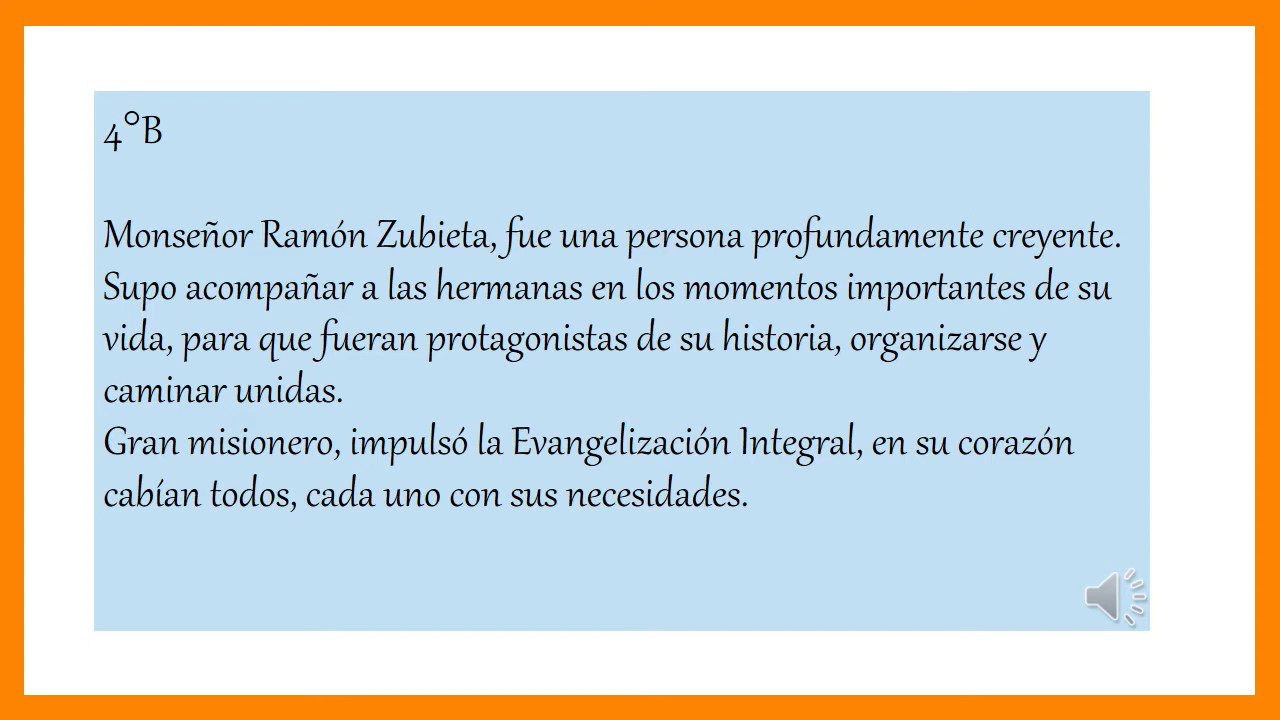 4°B
Monseñor Ramón Zubieta, fue una persona profundamente creyente.
Supo acompañar a las hermanas en los momentos importantes de su
vida, para que fueran protagonistas de su historia, organizarse y
caminar unidas.
Gran misionero, impulsó la Evangelización Integral, en su corazón
cabían todos, cada uno con sus necesidades.